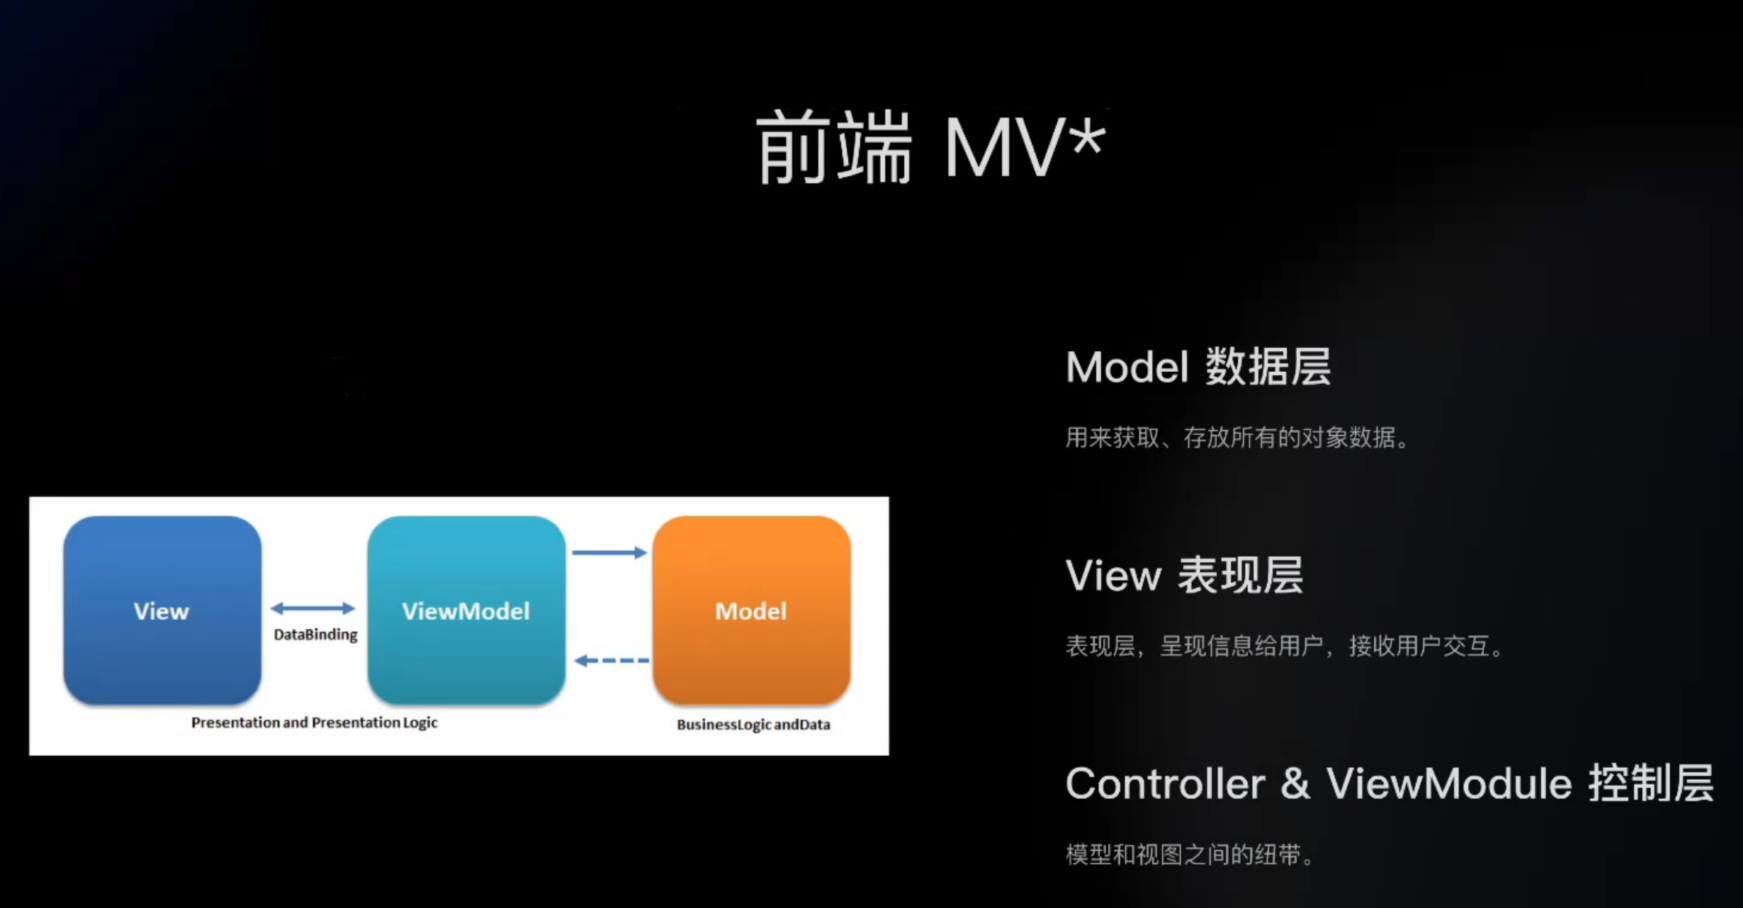 前端 MV*
Model 数据层
用来获取、存放所有的对象数据。
View 表现层
表现层，呈现信息给用户，接收用户交互。
Controller & ViewModule 控制层
模型和视图之间的纽带。
View
DataBinding
ViewModel
Model
Presentation and Presentation Logic
BusinessLogic andData